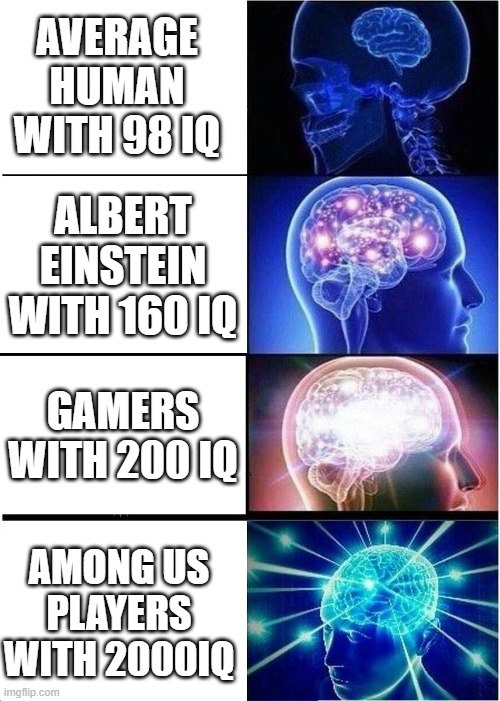 AVERAGE
HUMAN
WITH 98 IQ
ALBERT
EINSTEIN
WITH 160 IQ
GAMERS
WITH 200 IQ
AMONG US
PLAYERS
WITH 2000IQ
imgflip.com